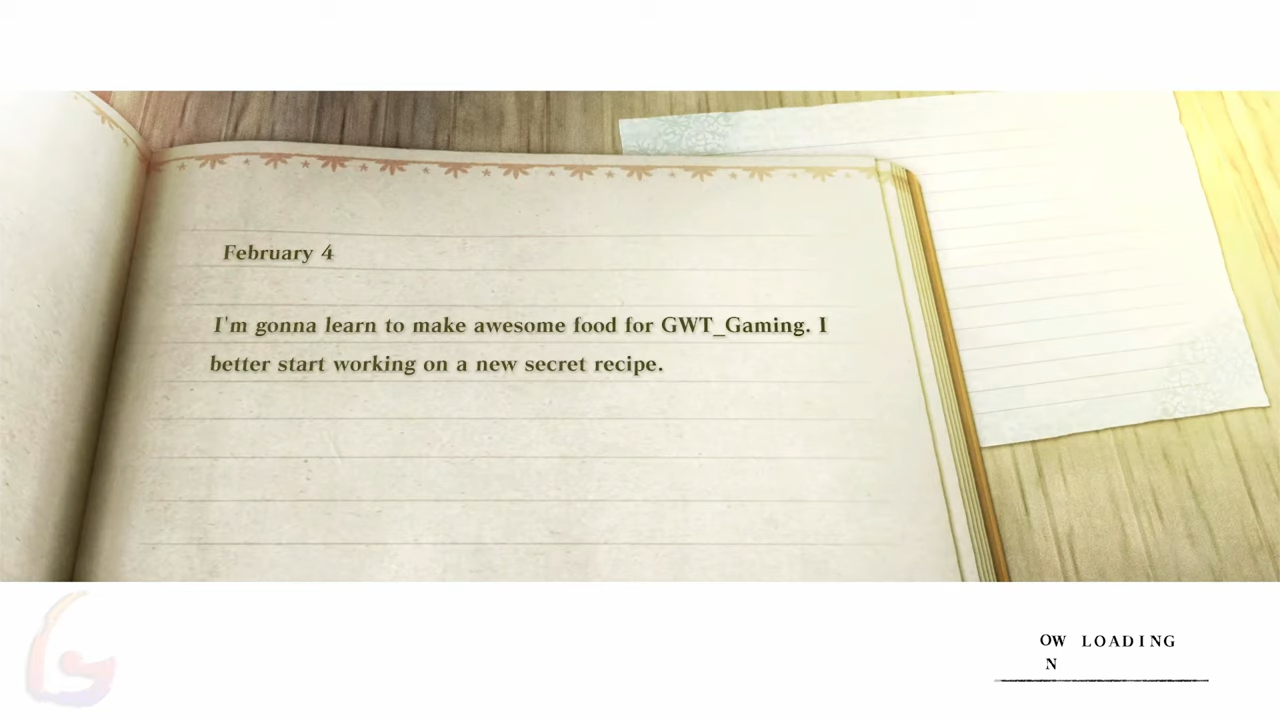 February 4
I'm gonna learn to make awesome food for GWT_Gaming. I
better start working on a new secret recipe.
OW LOADING
N